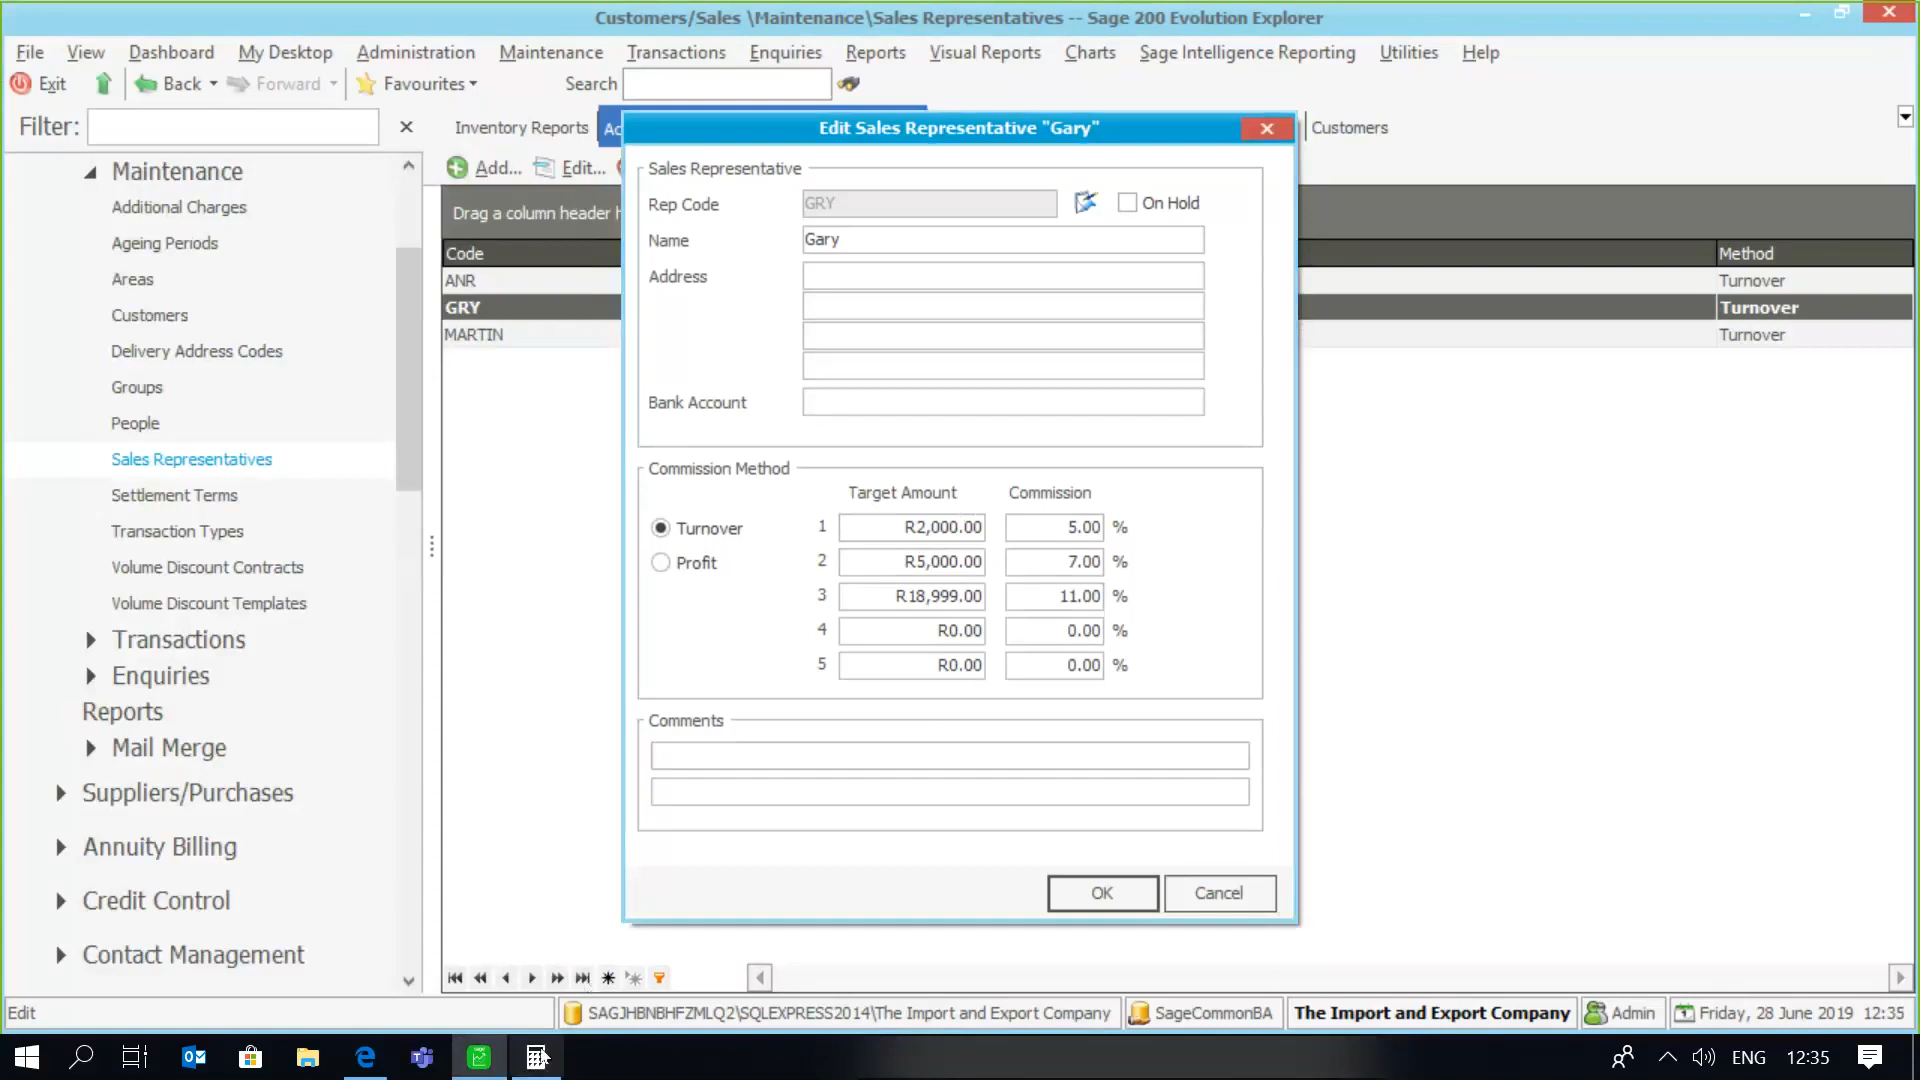 Customers/Sales \Maintenance\Sales Representatives -- Sage 200 Evolution Explorer
File View Dashboard My Desktop Administration Maintenance Transactions Enquiries Reports Visual Reports Charts Sage Intelligence Reporting Utilities Help
Exit Back Forward Favourites Search
Filter:
Inventory Reports
Customers
Maintenance
Additional Charges
Ageing Periods
Areas
Customers
Delivery Address Codes
Groups
People
Sales Representatives
Settlement Terms
Transaction Types
Volume Discount Contracts
Volume Discount Templates
Transactions
Enquiries
Reports
Mail Merge
Suppliers/Purchases
Annuity Billing
Credit Control
Contact Management
Add... Edit...
Drag a column header
Code Method
ANR Turnover
GRY Turnover
MARTIN Turnover
Edit Sales Representative "Gary"
Sales Representative
Rep Code GRY On Hold
Name Gary
Address
Bank Account
Commission Method
Target Amount Commission
Turnover 1 R2,000.00 5.00 %
Profit 2 R5,000.00 7.00 %
3 R18,999.00 11.00 %
4 R0.00 0.00 %
5 R0.00 0.00 %
Comments
OK Cancel
Edit SAGJHBNBHFZMLQ2\SQLEXPRESS2014\The Import and Export Company SageCommonBA The Import and Export Company Admin Friday, 28 June 2019 12:35
ENG 12:35